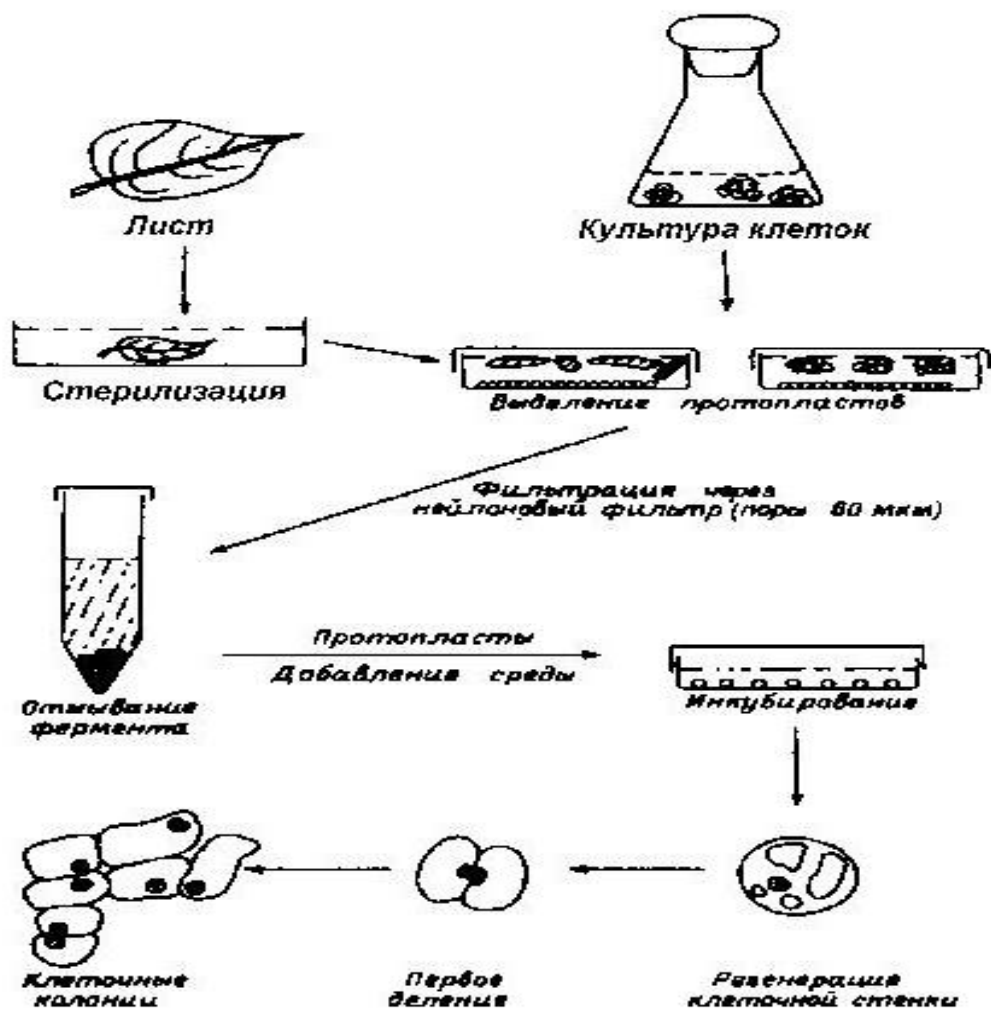 Лист
Культура клеток
Стерилизация
Выделение протопластов
Фильтрация через
нейлоновый фильтр (поры 60 мкм)
Протопласты
Добавление среды
Отмывание
фермента
Инкубирование
Клеточные
колонии
Первое
деление
Регенерация
клеточной стенки